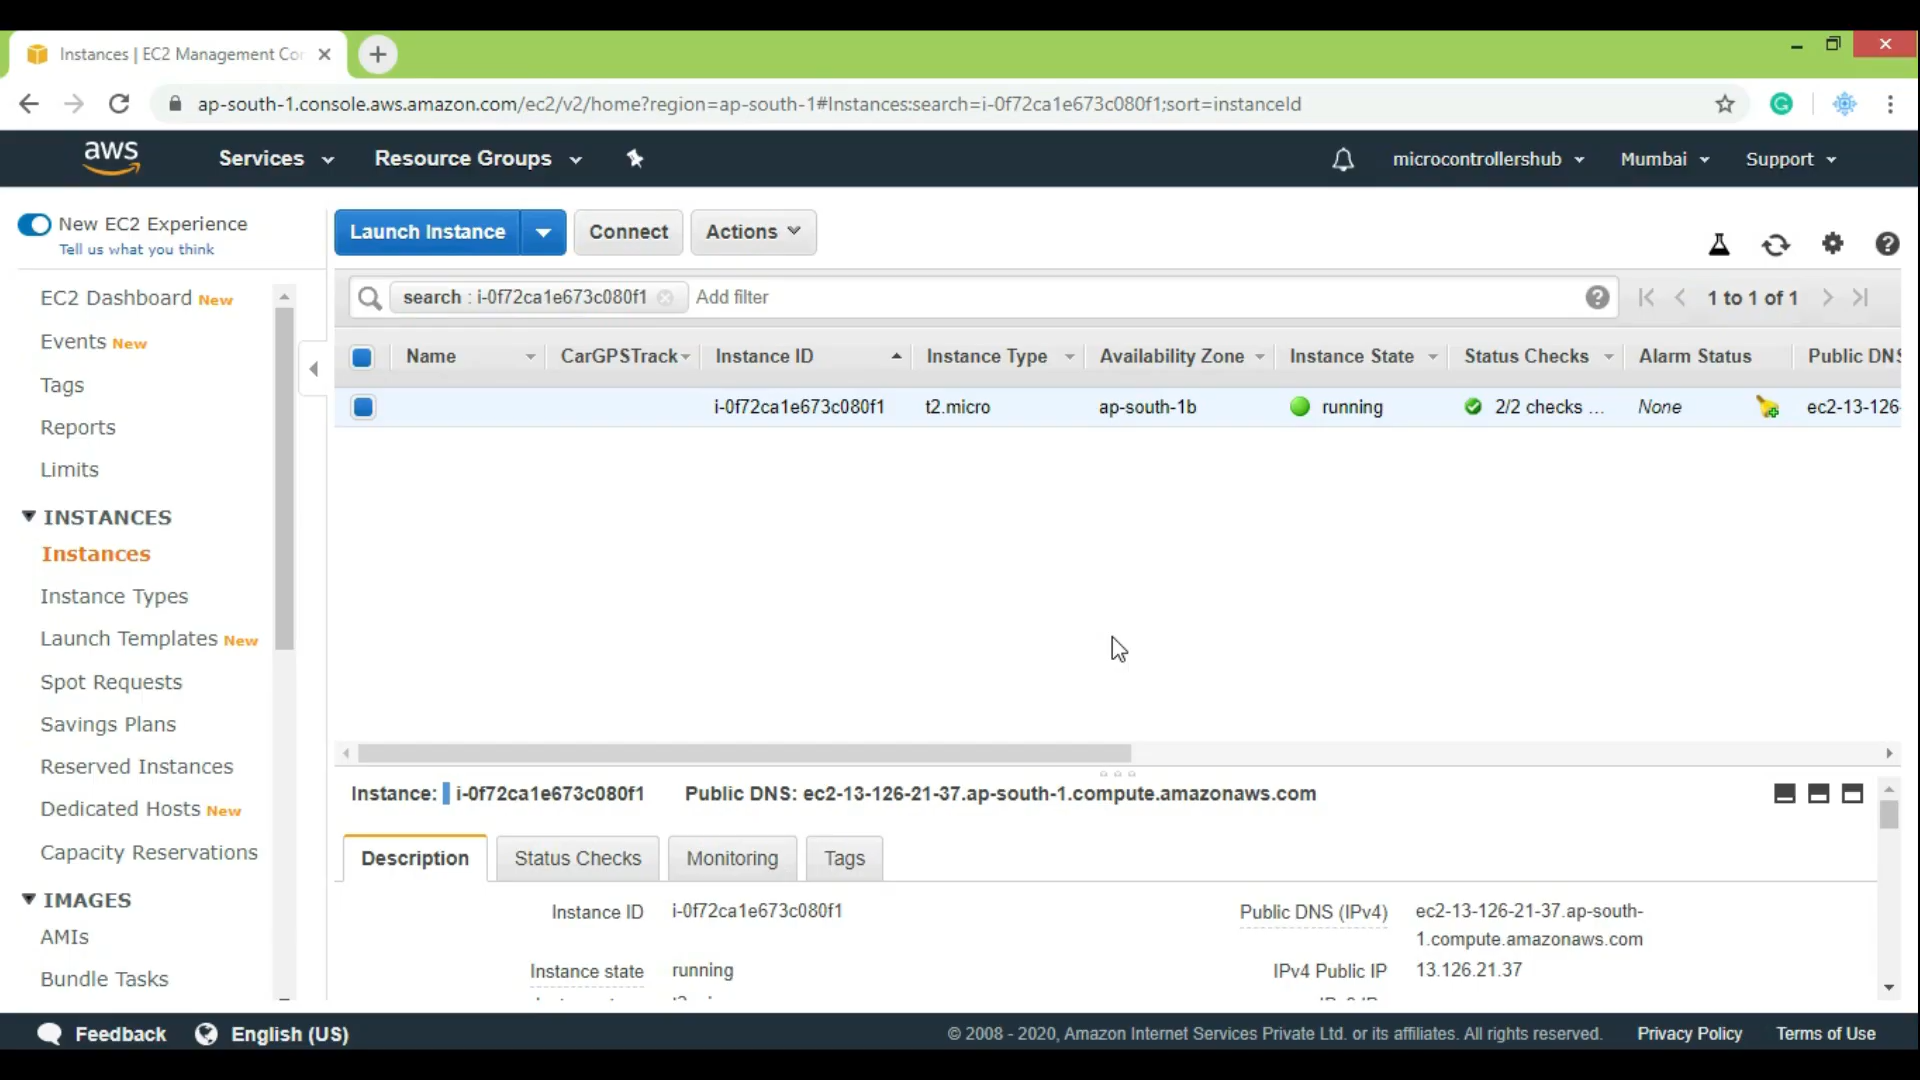 Instances | EC2 Management Co
ap-south-1.console.aws.amazon.com/ec2/v2/home?region=ap-south-1#Instances:search=i-0f72ca1e673c080f1;sort=instanceId
aws Services Resource Groups microcontrollershub Mumbai Support
New EC2 Experience
Tell us what you think
EC2 Dashboard New
Events New
Tags
Reports
Limits
INSTANCES
Instances
Instance Types
Launch Templates New
Spot Requests
Savings Plans
Reserved Instances
Dedicated Hosts New
Capacity Reservations
IMAGES
AMIs
Bundle Tasks
Launch Instance Connect Actions
search : i-0f72ca1e673c080f1 Add filter 1 to 1 of 1
Name CarGPSTrack Instance ID Instance Type Availability Zone Instance State Status Checks Alarm Status Public DNS
i-0f72ca1e673c080f1 t2.micro ap-south-1b running 2/2 checks ... None ec2-13-126-
Instance: i-0f72ca1e673c080f1 Public DNS: ec2-13-126-21-37.ap-south-1.compute.amazonaws.com
Description Status Checks Monitoring Tags
Instance ID i-0f72ca1e673c080f1 Public DNS (IPv4) ec2-13-126-21-37.ap-south-
1.compute.amazonaws.com
Instance state running IPv4 Public IP 13.126.21.37
Feedback English (US) © 2008 - 2020, Amazon Internet Services Private Ltd. or its affiliates. All rights reserved. Privacy Policy Terms of Use